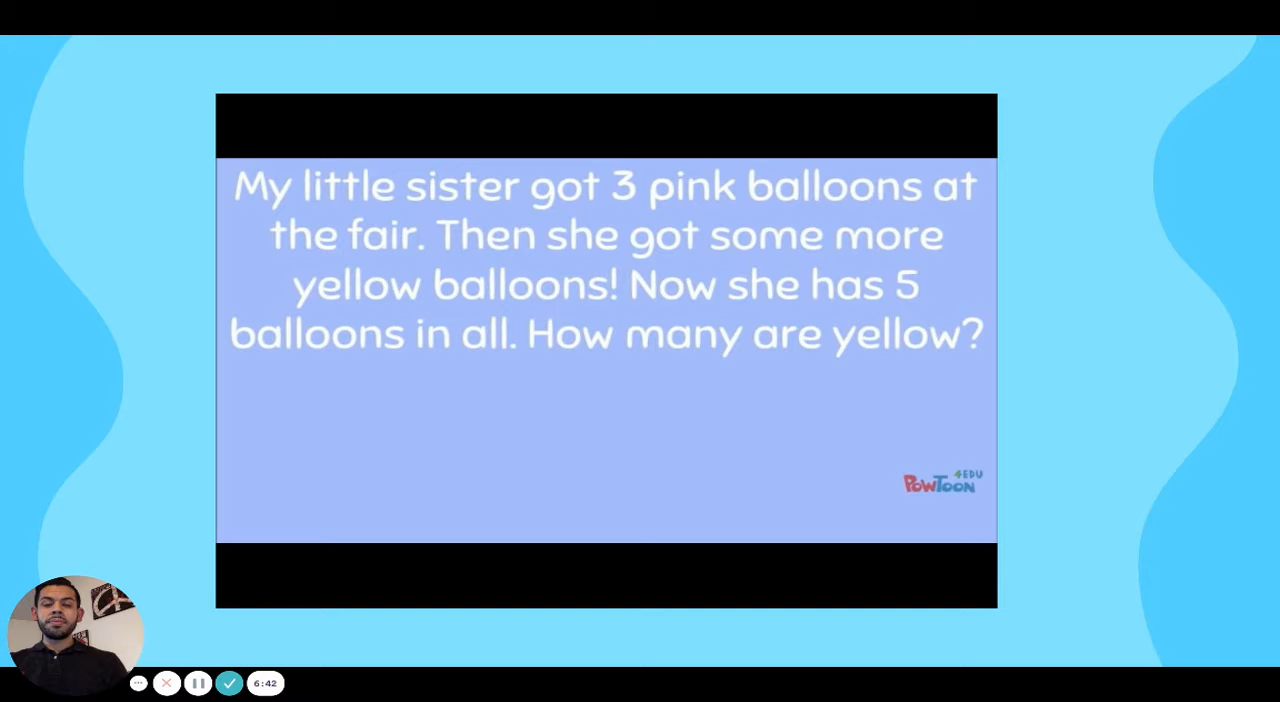 My little sister got 3 pink balloons at
the fair. Then she got some more
yellow balloons! Now she has 5
balloons in all. How many are yellow?
4EDU
POWTOON
6:42